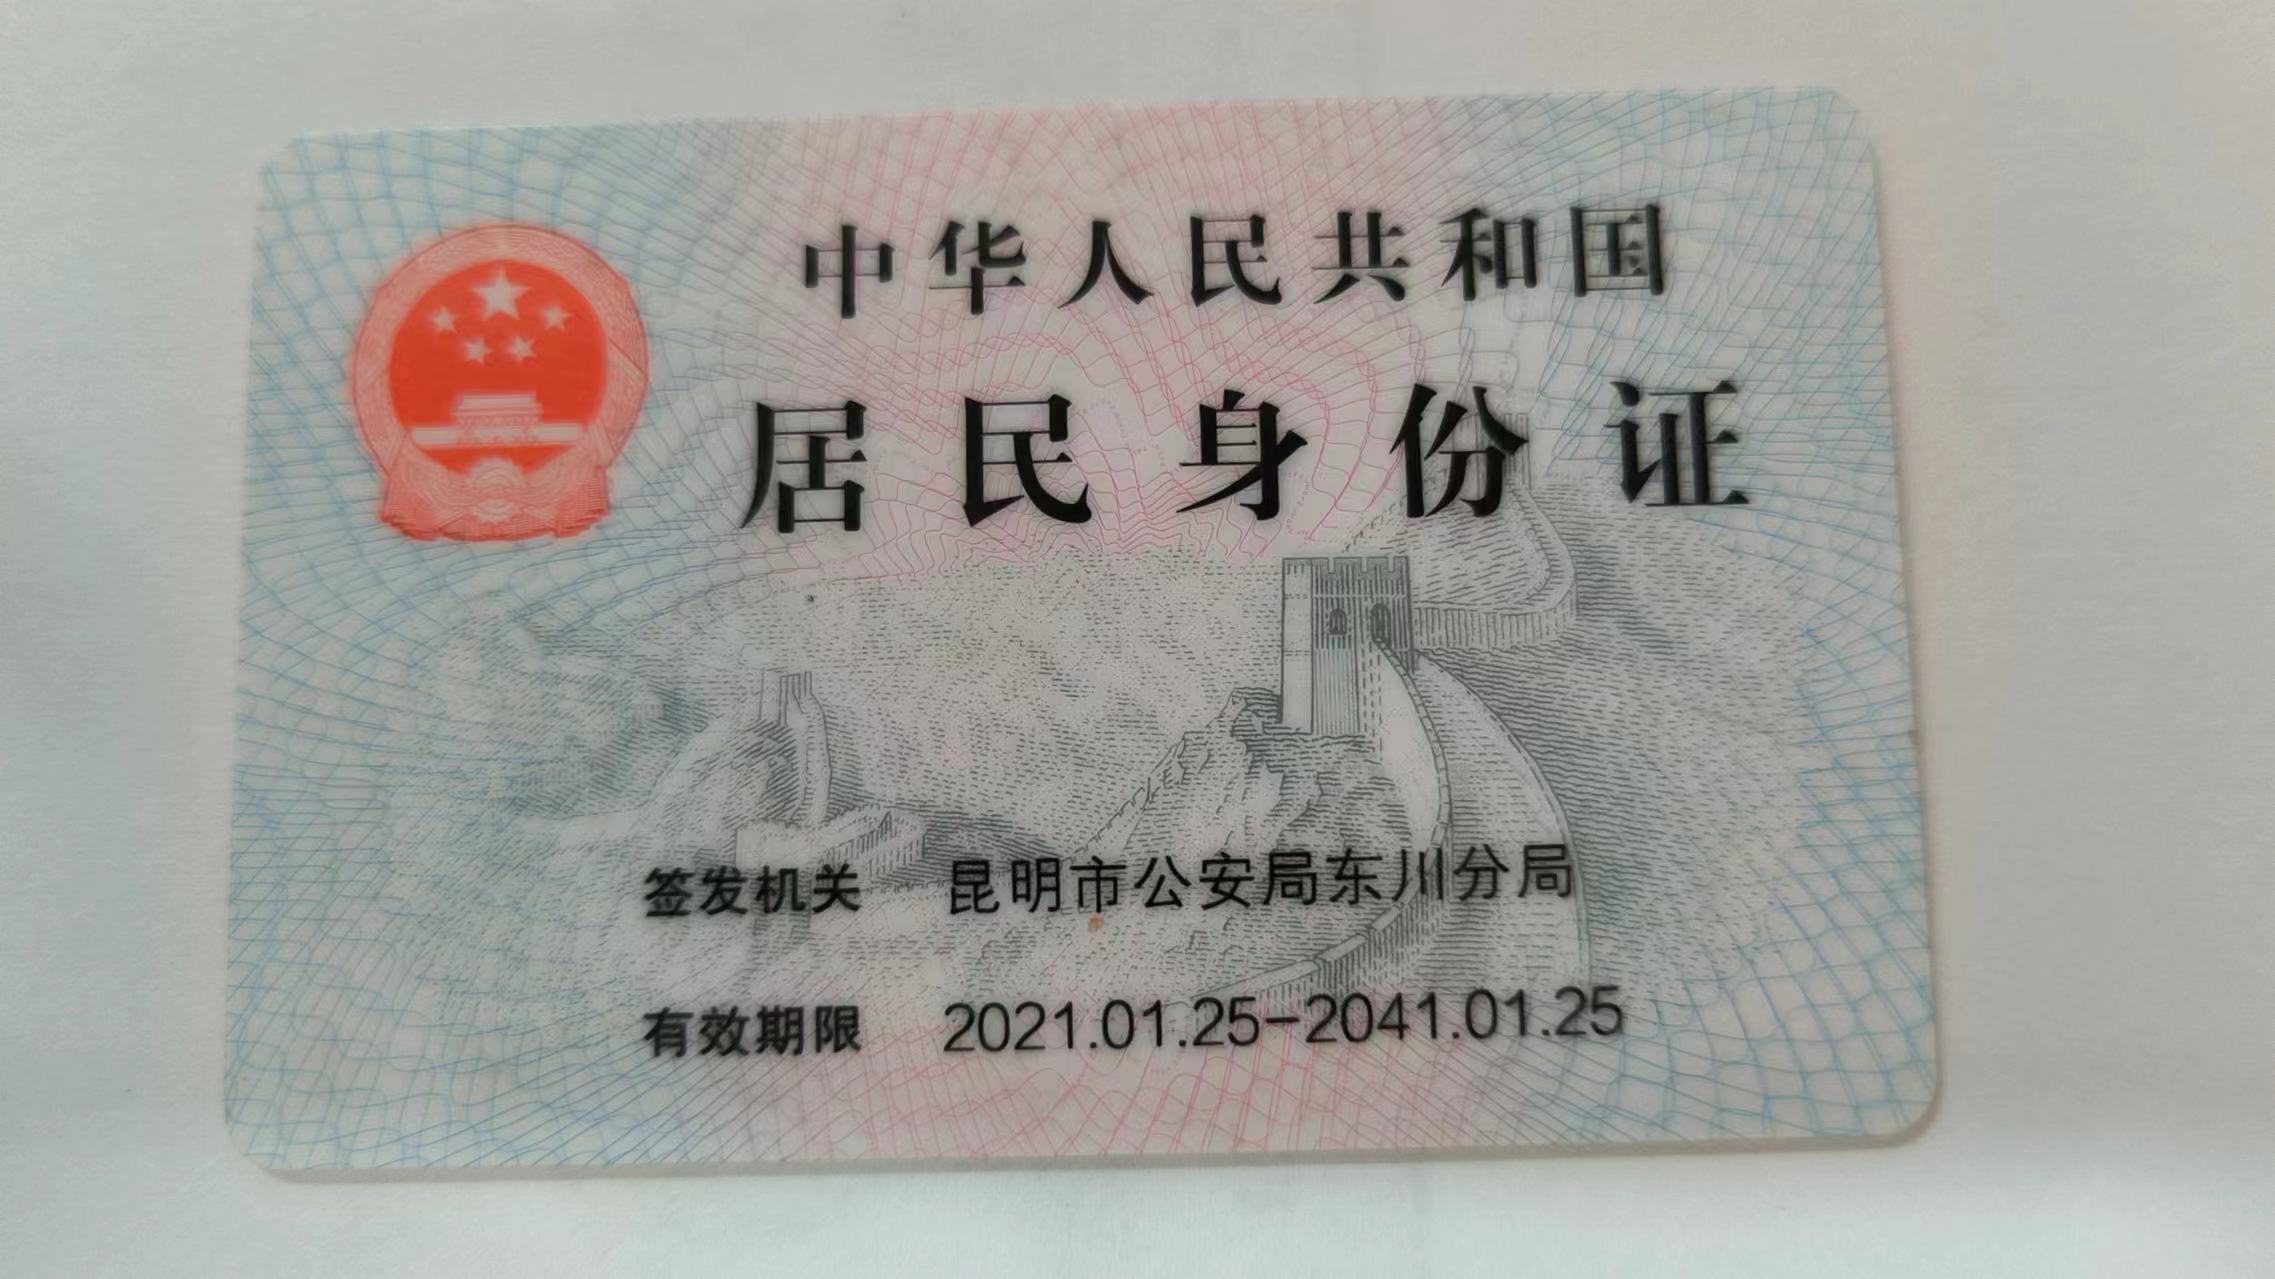 中华人民共和国
居民身份证
签发机关 昆明市公安局东川分局
有效期限 2021.01.25-2041.01.25